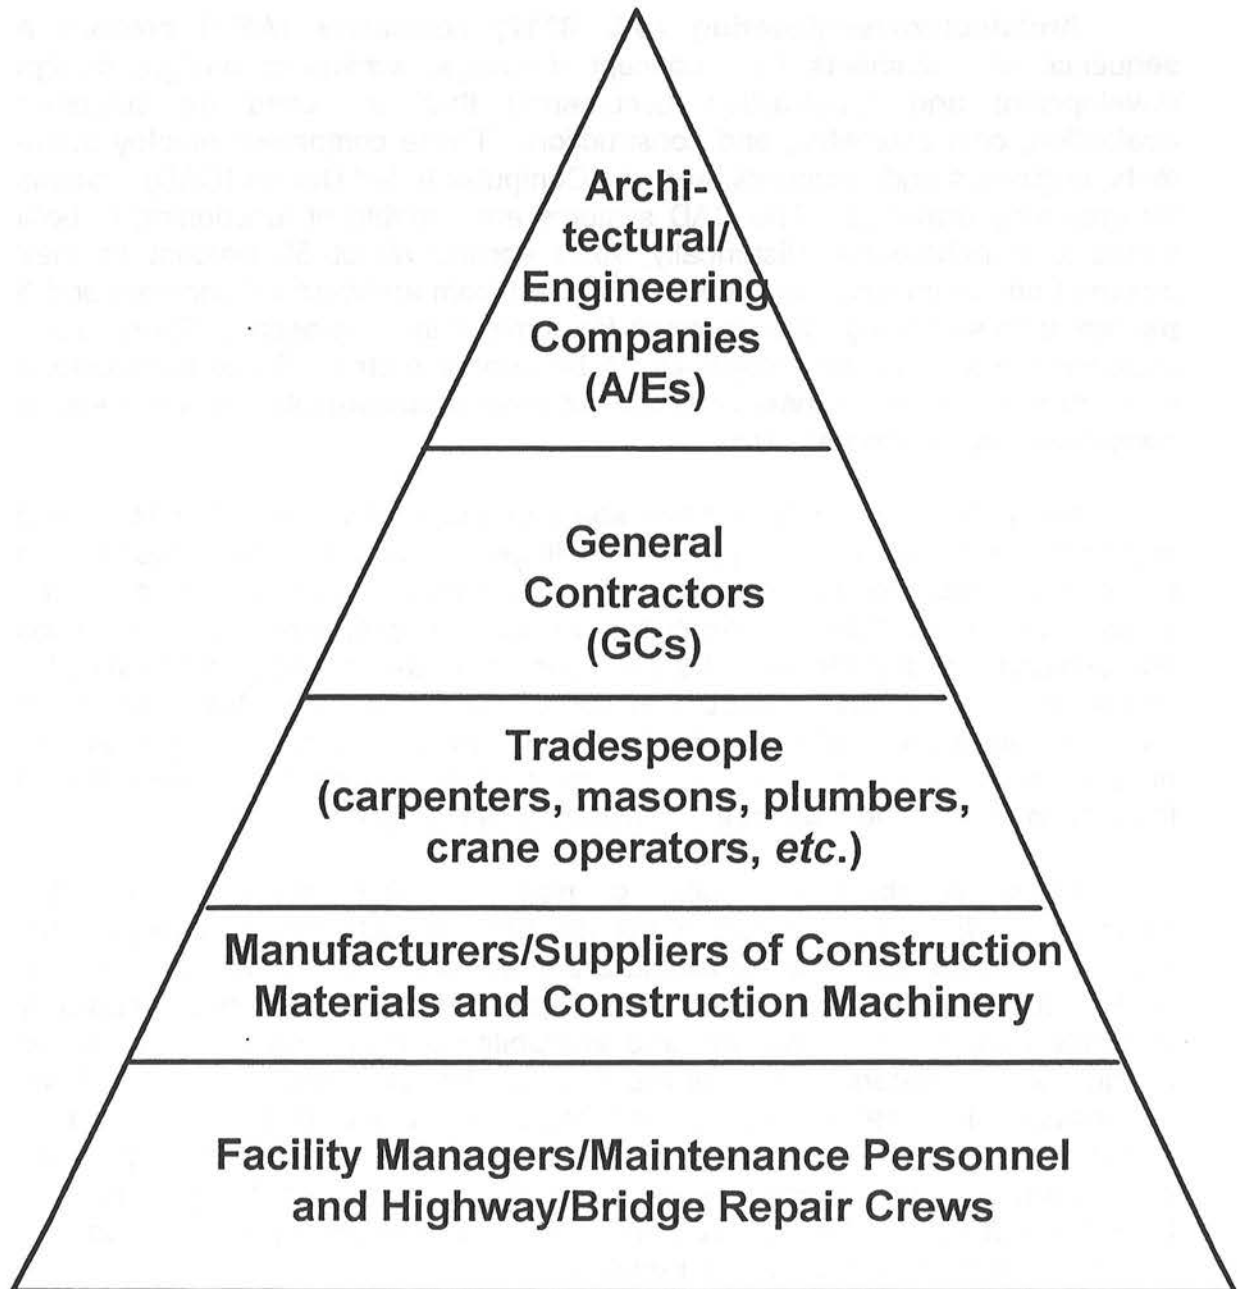 Archi-
tectural/
Engineering
Companies
(A/Es)
General
Contractors
(GCs)
Tradespeople
(carpenters, masons, plumbers,
crane operators, etc.)
Manufacturers/Suppliers of Construction
Materials and Construction Machinery
Facility Managers/Maintenance Personnel
and Highway/Bridge Repair Crews